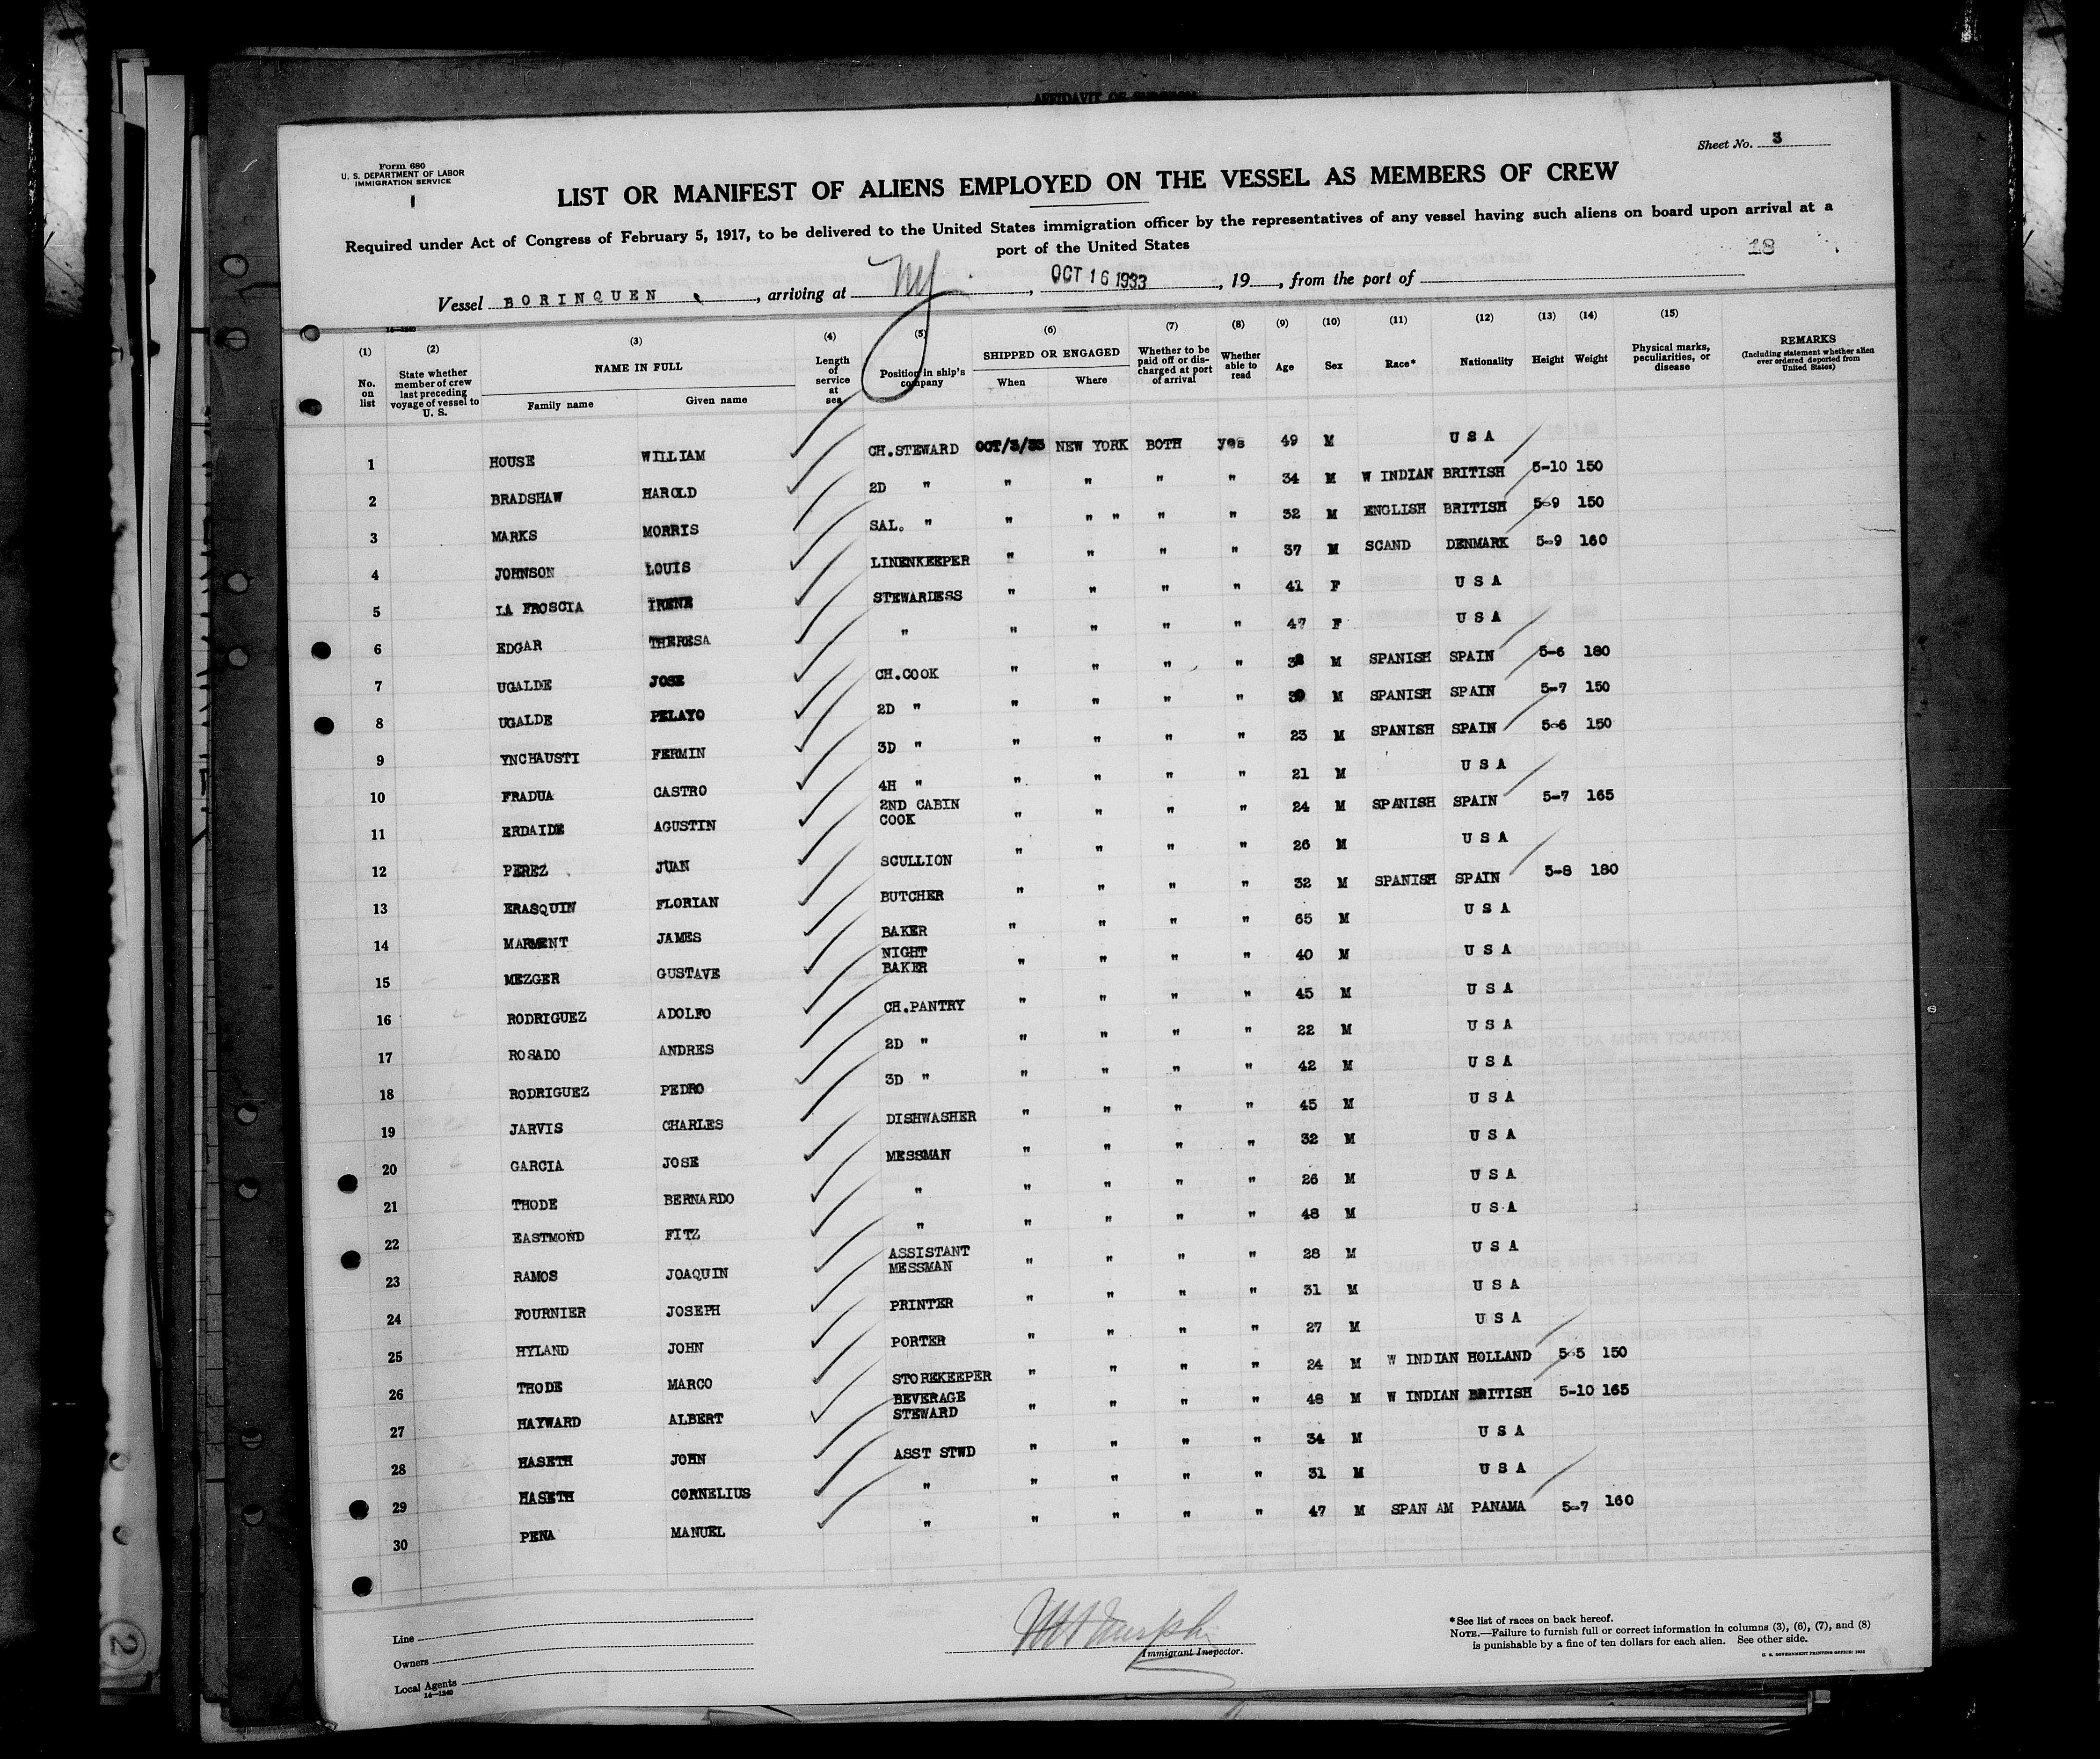 AFFIDAVIT OF SURGEON
Sheet No. 3
Form 680
U. S. DEPARTMENT OF LABOR
IMMIGRATION SERVICE
1
LIST OR MANIFEST OF ALIENS EMPLOYED ON THE VESSEL AS MEMBERS OF CREW
Required under Act of Congress of February 5, 1917, to be delivered to the United States immigration officer by the representatives of any vessel having such aliens on board upon arrival at a
port of the United States
18
Vessel BORINQUEN, arriving at NY, OCT 16 1933, 19, from the port of
14—1240
(1) (2) (3) (4) (5) (6) (7) (8) (9) (10) (11) (12) (13) (14) (15)
No. on list State whether member of crew last preceding voyage of vessel to U. S. NAME IN FULL Family name Given name Length of service at sea Position in ship's company SHIPPED OR ENGAGED When Where Whether to be paid off or discharged at port of arrival Whether able to read Age Sex Race* Nationality Height Weight Physical marks, peculiarities, or disease REMARKS (Including statement whether alien ever ordered deported from United States)
1 HOUSE WILLIAM CH.STEWARD OCT/3/33 NEW YORK BOTH yes 49 M U S A
2 BRADSHAW HAROLD 2D " " " " " 34 M W INDIAN BRITISH 5-10 150
3 MARKS MORRIS SAL. " " " " " " 32 M ENGLISH BRITISH 5-9 150
4 JOHNSON LOUIS LINENKEEPER " " " " 37 M SCAND DENMARK 5-9 160
5 LA FROSCIA IRENE STEWARDESS " " " " 41 F U S A
6 EDGAR THERESA " " " " " 47 F U S A
7 UGALDE JOSE CH.COOK " " " " 38 M SPANISH SPAIN 5-6 180
8 UGALDE PELAYO 2D " " " " " 39 M SPANISH SPAIN 5-7 150
9 YNCHAUSTI FERMIN 3D " " " " " 23 M SPANISH SPAIN 5-6 150
10 FRADUA CASTRO 4H " " " " " 21 M U S A
11 ERDAIDE AGUSTIN 2ND CABIN COOK " " " " 24 M SPANISH SPAIN 5-7 165
12 PEREZ JUAN SCULLION " " " " 26 M U S A
13 ERASQUIN FLORIAN BUTCHER " " " " 32 M SPANISH SPAIN 5-8 180
14 MARMENT JAMES BAKER " " " " 65 M U S A
15 MEZGER GUSTAVE NIGHT BAKER " " " " 40 M U S A
16 RODRIGUEZ ADOLFO CH.PANTRY " " " " 45 M U S A
17 ROSADO ANDRES 2D " " " " " 22 M U S A
18 RODRIGUEZ PEDRO 3D " " " " " 42 M U S A
19 JARVIS CHARLES DISHWASHER " " " " 45 M U S A
20 GARCIA JOSE MESSMAN " " " " 32 M U S A
21 THODE BERNARDO " " " " " 26 M U S A
22 EASTMOND FITZ " " " " " 48 M U S A
23 RAMOS JOAQUIN ASSISTANT MESSMAN " " " " 28 M U S A
24 FOURNIER JOSEPH PRINTER " " " " 31 M U S A
25 HYLAND JOHN PORTER " " " " 27 M U S A
26 THODE MARCO STOREKEEPER " " " " 24 M W INDIAN HOLLAND 5-5 150
27 HAYWARD ALBERT BEVERAGE STEWARD " " " " 48 M W INDIAN BRITISH 5-10 165
28 HASETH JOHN ASST STWD " " " " 34 M U S A
29 HASETH CORNELIUS " " " " " 31 M U S A
30 PENA MANUEL " " " " " 47 M SPAN AM PANAMA 5-7 160
Line
Owners
Local Agents
14—1240
Immigrant Inspector.
*See list of races on back hereof.
NOTE.—Failure to furnish full or correct information in columns (3), (6), (7), and (8)
is punishable by a fine of ten dollars for each alien. See other side.
U. S. GOVERNMENT PRINTING OFFICE: 1932
2